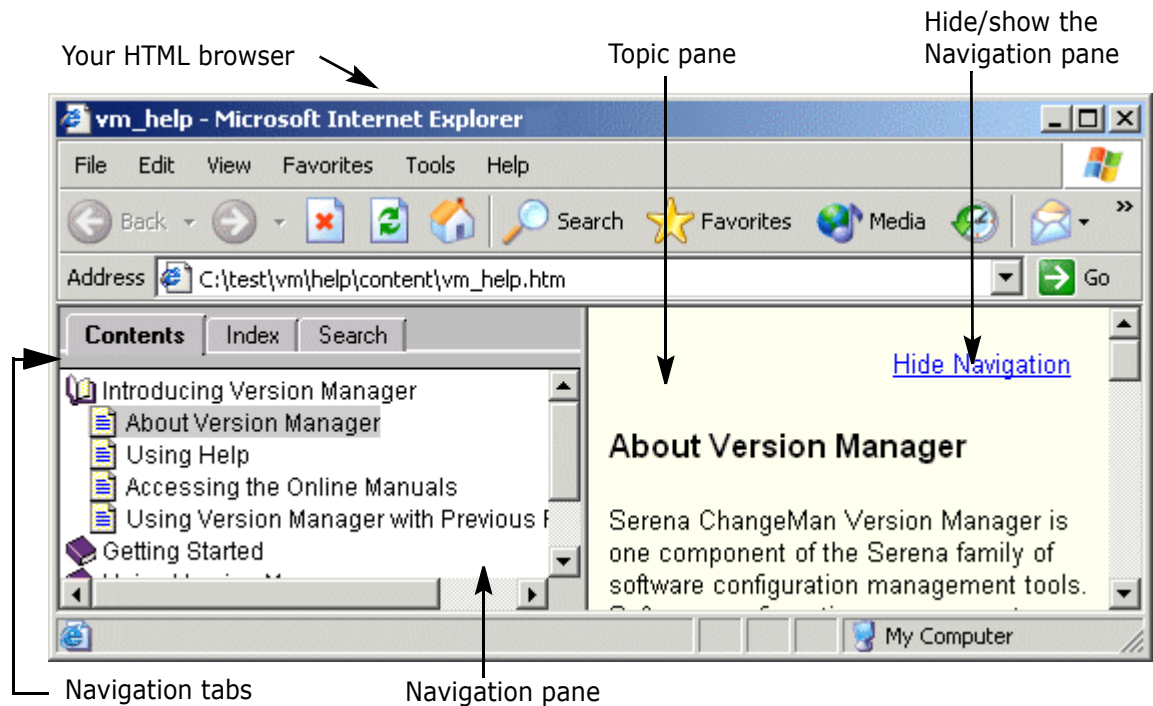 Hide/show the
Your HTML browser Topic pane Navigation pane
vm_help - Microsoft Internet Explorer
File Edit View Favorites Tools Help
Back Search Favorites Media »
Address C:\test\vm\help\content\vm_help.htm Go
Contents Index Search
Introducing Version Manager
About Version Manager
Using Help
Accessing the Online Manuals
Using Version Manager with Previous
Getting Started
Hide Navigation
About Version Manager
Serena ChangeMan Version Manager is
one component of the Serena family of
software configuration management tools.
My Computer
Navigation tabs Navigation pane